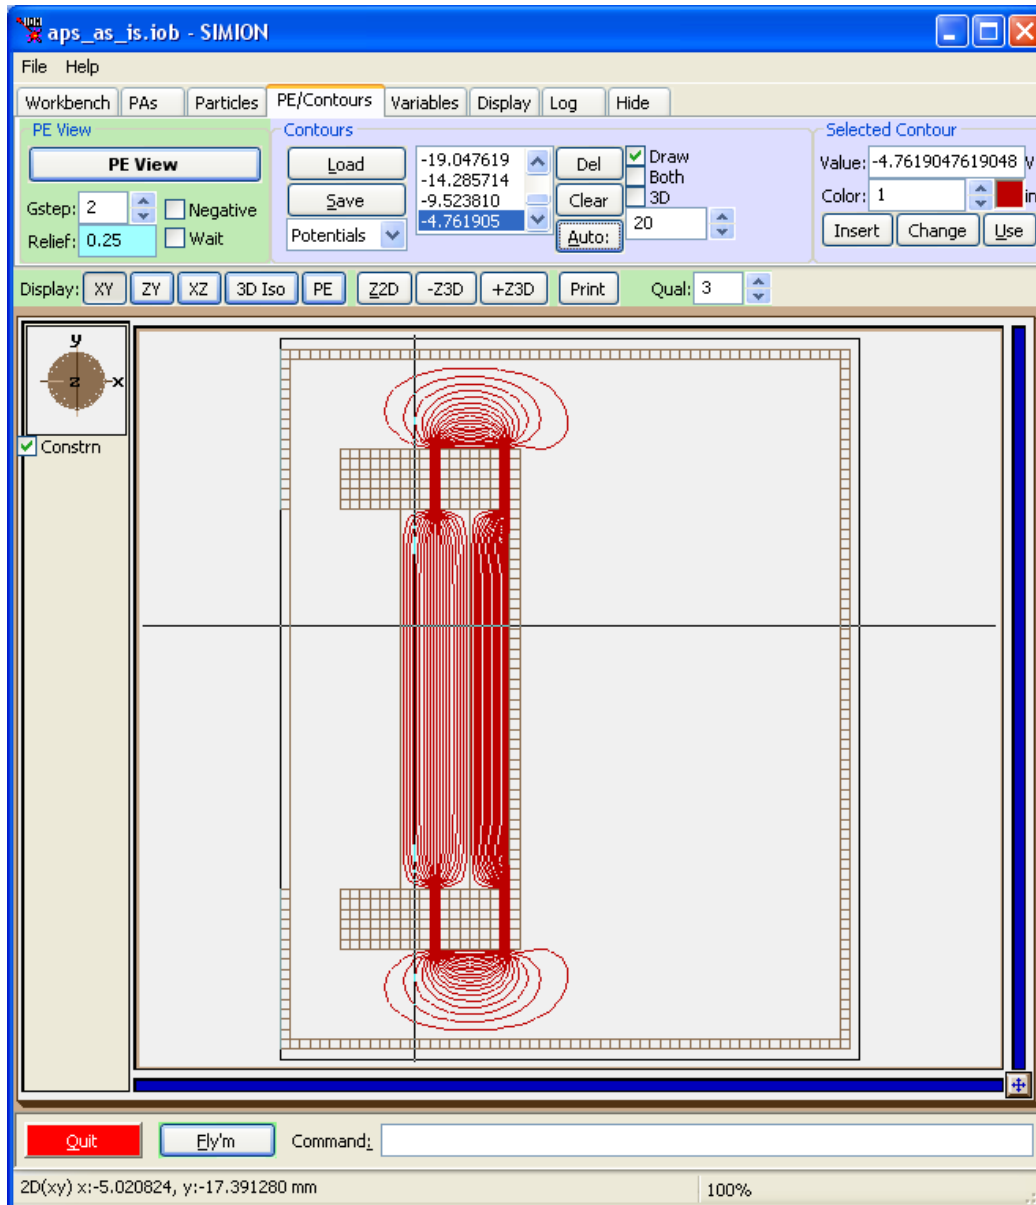 aps_as_is.iob - SIMION
File Help
Workbench PAs Particles PE/Contours Variables Display Log Hide
PE View
PE View
Gstep: 2 Negative
Relief: 0.25 Wait
Contours
Load
Save
Potentials
-19.047619
-14.285714
-9.523810
-4.761905
Del
Clear
Auto:
Draw
Both
3D
20
Selected Contour
Value: -4.7619047619048 V
Color: 1 in
Insert Change Use
Display: XY ZY XZ 3D Iso PE Z2D -Z3D +Z3D Print Qual: 3
y
z x
Constrn
Quit Fly'm Command:
2D(xy) x:-5.020824, y:-17.391280 mm 100%